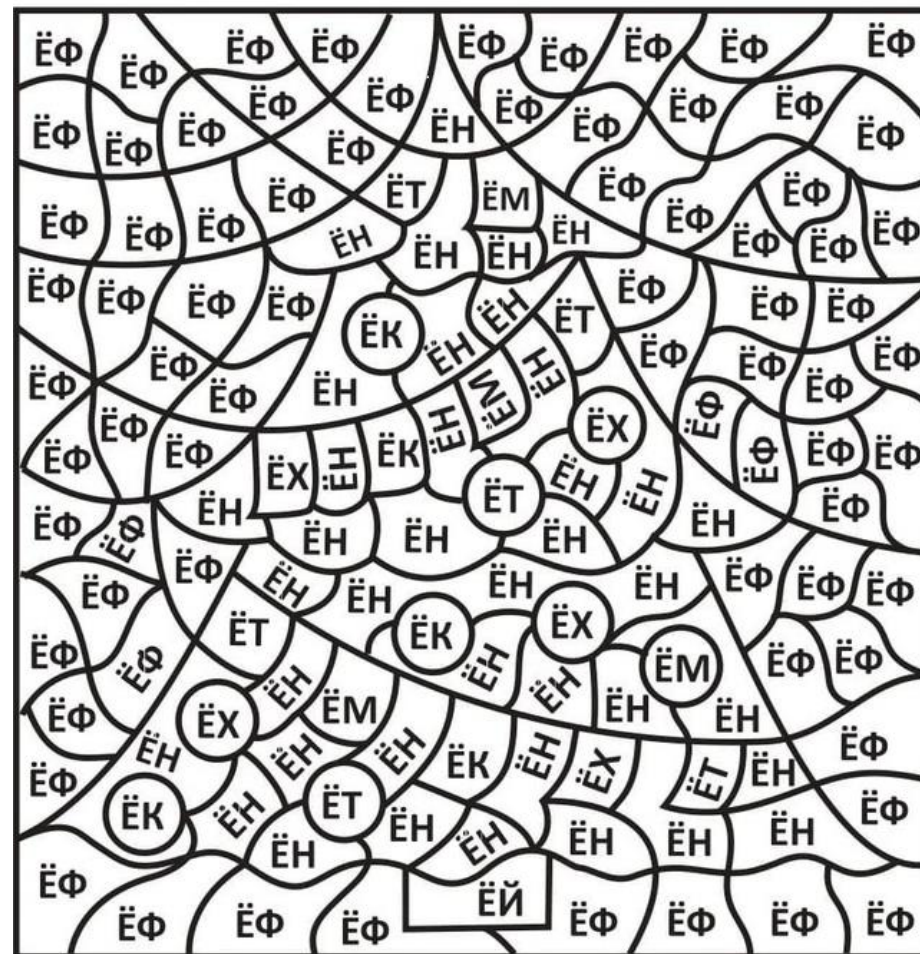 ЁФ ЁФ ЁФ ЁФ ЁФ ЁФ ЁФ ЁФ
ЁФ
ЁФ ЁФ ЁФ ЁФ ЁФ ЁФ
ЁФ ЁФ ЁФ ЁН ЁФ ЁФ
ЁФ
ЁФ ЁТ ЁМ ЁФ ЁФ
ЁФ ЁФ ЁФ ЁН ЁН ЁФ ЁФ ЁФ ЁФ
ЁН ЁН
ЁФ ЁФ ЁФ ЁФ ЁН ЁФ ЁФ ЁФ
ЁК ЁН ЁТ
ЁФ ЁФ ЁФ ЁФ
ЁФ ЁФ ЁН ЁМ ЁН ЁФ ЁФ
ЁФ ЁН ЁХ
ЁФ ЁФ ЁХ ЁН ЁК ЁФ ЁФ ЁФ
ЁТ ЁН ЁН
ЁФ ЁФ ЁН ЁН ЁФ
ЁН ЁН ЁН
ЁФ ЁФ ЁН ЁН ЁН ЁН ЁФ ЁФ ЁФ
ЁТ ЁК ЁХ
ЁФ ЁФ ЁН ЁН ЁМ ЁФ ЁФ
ЁН
ЁФ ЁХ ЁМ ЁН ЁН
ЁФ ЁН ЁН ЁН ЁК ЁН ЁХ ЁТ ЁН ЁФ
ЁК ЁН ЁТ ЁН ЁФ
ЁН ЁН ЁН ЁН ЁН
ЁФ
ЁФ ЁФ ЁФ ЁЙ ЁФ ЁФ ЁФ ЁФ